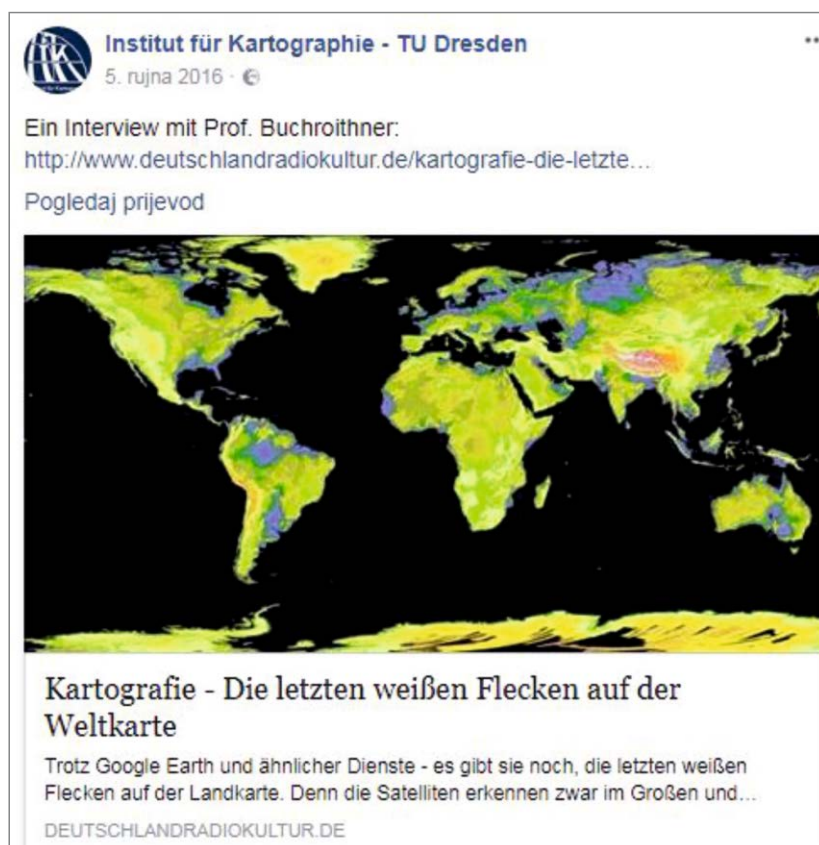 Institut für Kartographie - TU Dresden
5. rujna 2016 ·
Ein Interview mit Prof. Buchroithner:
http://www.deutschlandradiokultur.de/kartografie-die-letzte...
Pogledaj prijevod
Kartografie - Die letzten weißen Flecken auf der
Weltkarte
Trotz Google Earth und ähnlicher Dienste - es gibt sie noch, die letzten weißen
Flecken auf der Landkarte. Denn die Satelliten erkennen zwar im Großen und...
DEUTSCHLANDRADIOKULTUR.DE